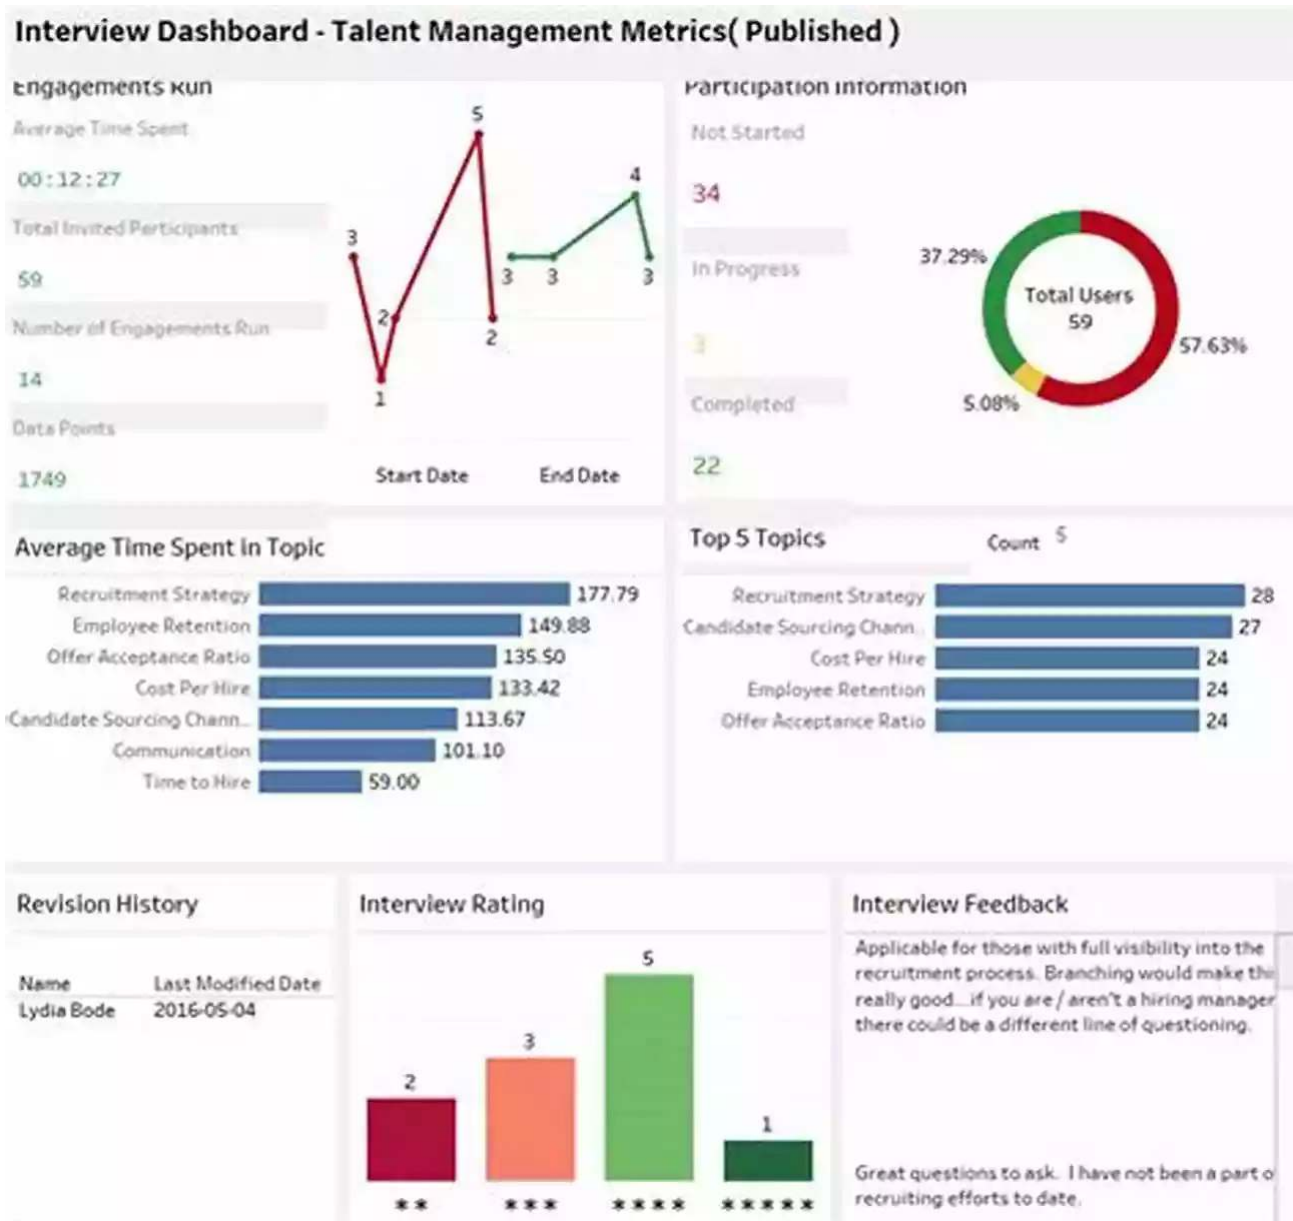 Interview Dashboard - Talent Management Metrics( Published )
Engagements Run
Average Time Spent
00:12:27
Total Invited Participants
59
Number of Engagements Run
14
Data Points
1749
3
1
2
5
2
3
3
4
3
Start Date
End Date
Participation Information
Not Started
34
In Progress
3
Completed
22
37.29%
57.63%
5.08%
Total Users
59
Average Time Spent in Topic
Recruitment Strategy 177.79
Employee Retention 149.88
Offer Acceptance Ratio 135.50
Cost Per Hire 133.42
Candidate Sourcing Chann.. 113.67
Communication 101.10
Time to Hire 59.00
Top 5 Topics
Count 5
Recruitment Strategy 28
Candidate Sourcing Chann.. 27
Cost Per Hire 24
Employee Retention 24
Offer Acceptance Ratio 24
Revision History
Name Last Modified Date
Lydia Bode 2016-05-04
Interview Rating
2
3
5
1
** *** **** *****
Interview Feedback
Applicable for those with full visibility into the
recruitment process. Branching would make thi
really good...if you are / aren't a hiring manager
there could be a different line of questioning.
Great questions to ask. I have not been a part o
recruiting efforts to date.